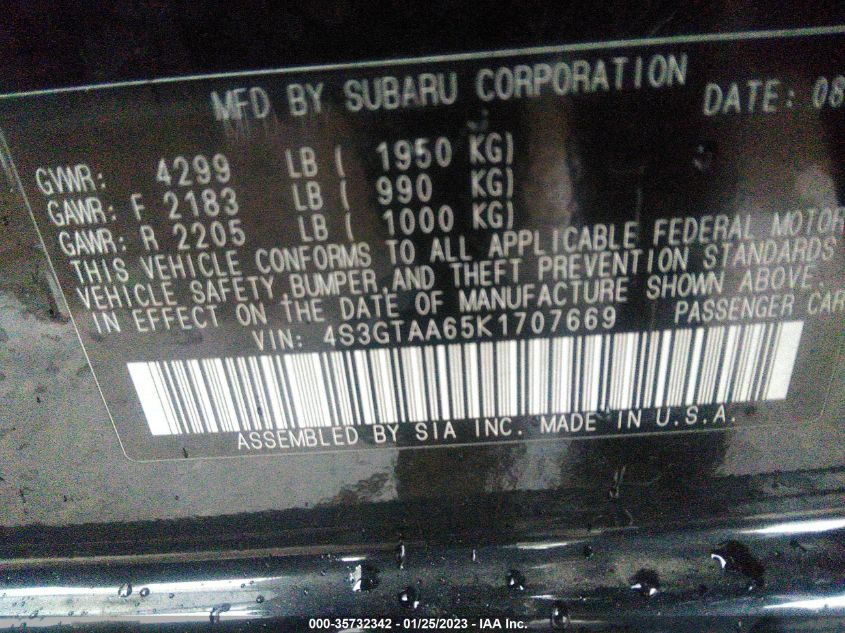 MFD BY SUBARU CORPORATION DATE: 08
GVWR: 4299 LB ( 1950 KG)
GAWR: F 2183 LB ( 990 KG)
GAWR: R 2205 LB ( 1000 KG)
THIS VEHICLE CONFORMS TO ALL APPLICABLE FEDERAL MOTOR
VEHICLE SAFETY BUMPER,AND THEFT PREVENTION STANDARDS
IN EFFECT ON THE DATE OF MANUFACTURE SHOWN ABOVE.
VIN: 4S3GTAA65K1707669 PASSENGER CAR
ASSEMBLED BY SIA INC. MADE IN U.S.A.
000-35732342 - 01/25/2023 - IAA Inc.